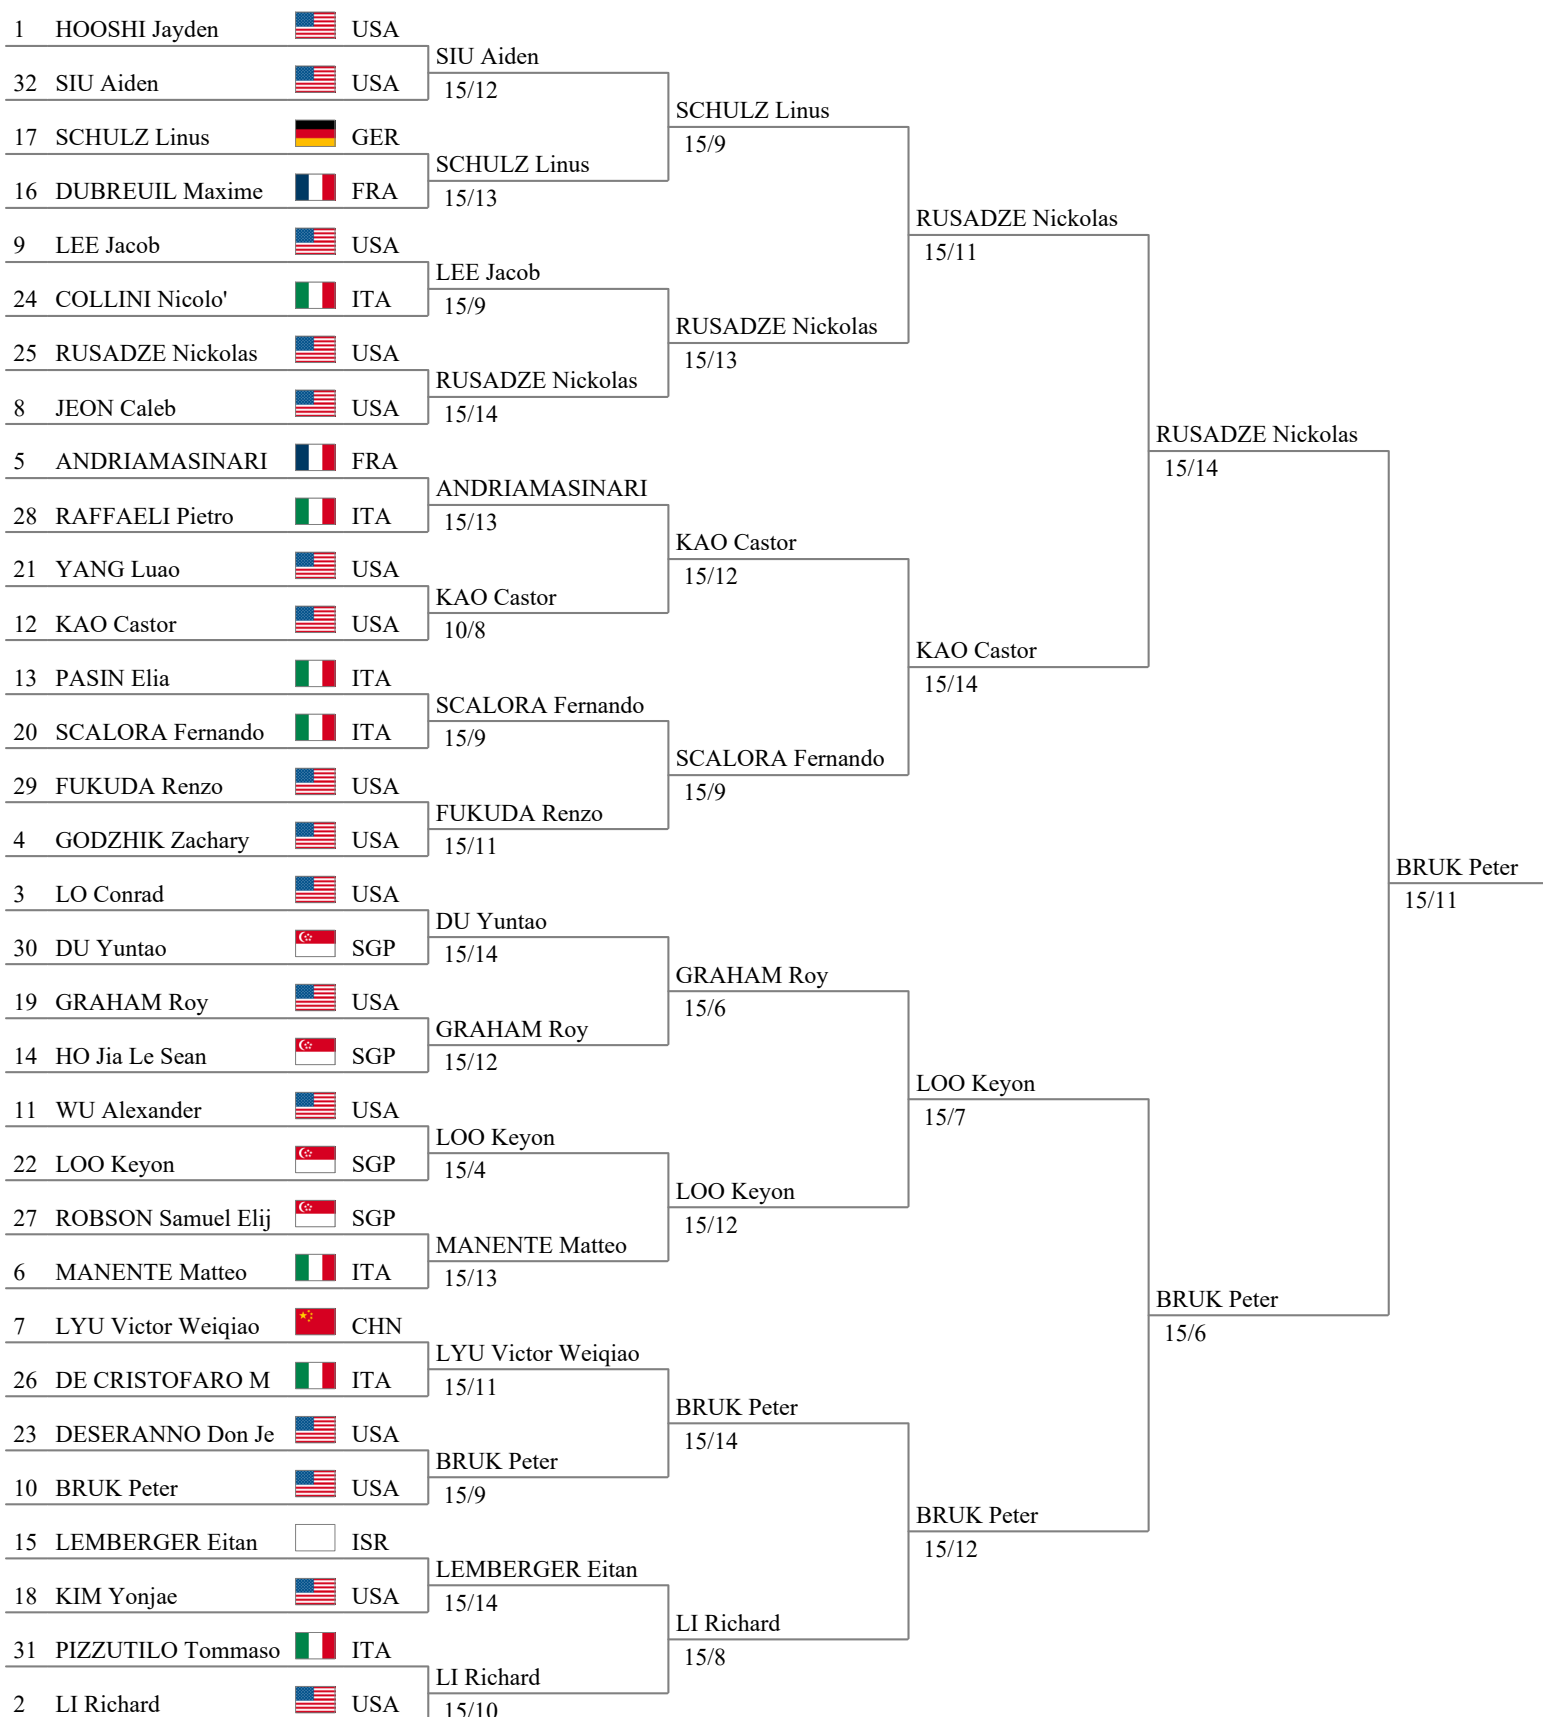 1 HOOSHI Jayden USA
SIU Aiden
32 SIU Aiden USA
15/12
SCHULZ Linus
17 SCHULZ Linus GER
15/9
SCHULZ Linus
16 DUBREUIL Maxime FRA
15/13
RUSADZE Nickolas
9 LEE Jacob USA
15/11
LEE Jacob
24 COLLINI Nicolo' ITA
15/9
RUSADZE Nickolas
25 RUSADZE Nickolas USA
15/13
RUSADZE Nickolas
8 JEON Caleb USA
15/14
RUSADZE Nickolas
5 ANDRIAMASINARI FRA
15/14
ANDRIAMASINARI
28 RAFFAELI Pietro ITA
15/13
KAO Castor
21 YANG Luao USA
15/12
KAO Castor
12 KAO Castor USA
10/8
KAO Castor
13 PASIN Elia ITA
15/14
SCALORA Fernando
20 SCALORA Fernando ITA
15/9
SCALORA Fernando
29 FUKUDA Renzo USA
15/9
FUKUDA Renzo
4 GODZHIK Zachary USA
15/11
BRUK Peter
3 LO Conrad USA
15/11
DU Yuntao
30 DU Yuntao SGP
15/14
GRAHAM Roy
19 GRAHAM Roy USA
15/6
GRAHAM Roy
14 HO Jia Le Sean SGP
15/12
LOO Keyon
11 WU Alexander USA
15/7
LOO Keyon
22 LOO Keyon SGP
15/4
LOO Keyon
27 ROBSON Samuel Elij SGP
15/12
MANENTE Matteo
6 MANENTE Matteo ITA
15/13
BRUK Peter
7 LYU Victor Weiqiao CHN
15/6
LYU Victor Weiqiao
26 DE CRISTOFARO M ITA
15/11
BRUK Peter
23 DESERANNO Don Je USA
15/14
BRUK Peter
10 BRUK Peter USA
15/9
BRUK Peter
15 LEMBERGER Eitan ISR
15/12
LEMBERGER Eitan
18 KIM Yonjae USA
15/14
LI Richard
31 PIZZUTILO Tommaso ITA
15/8
LI Richard
2 LI Richard USA
15/10